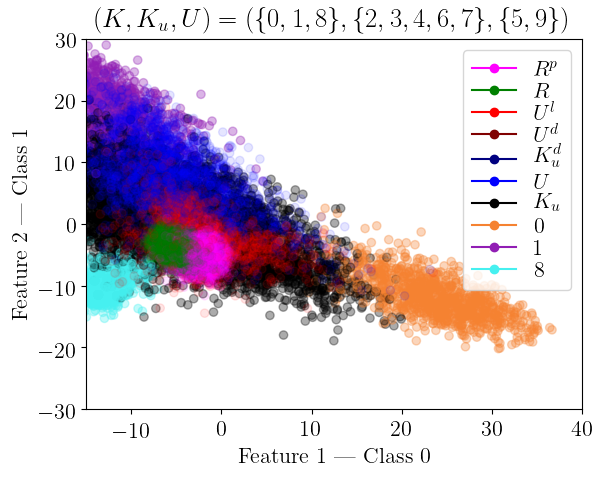 (K, K_u, U) = ({0, 1, 8}, {2, 3, 4, 6, 7}, {5, 9})
30
20
10
0
−10
−20
−30
Feature 2 — Class 1
R^p
R
U^l
U^d
K_u^d
U
K_u
0
1
8
−10
0
10
20
30
40
Feature 1 — Class 0